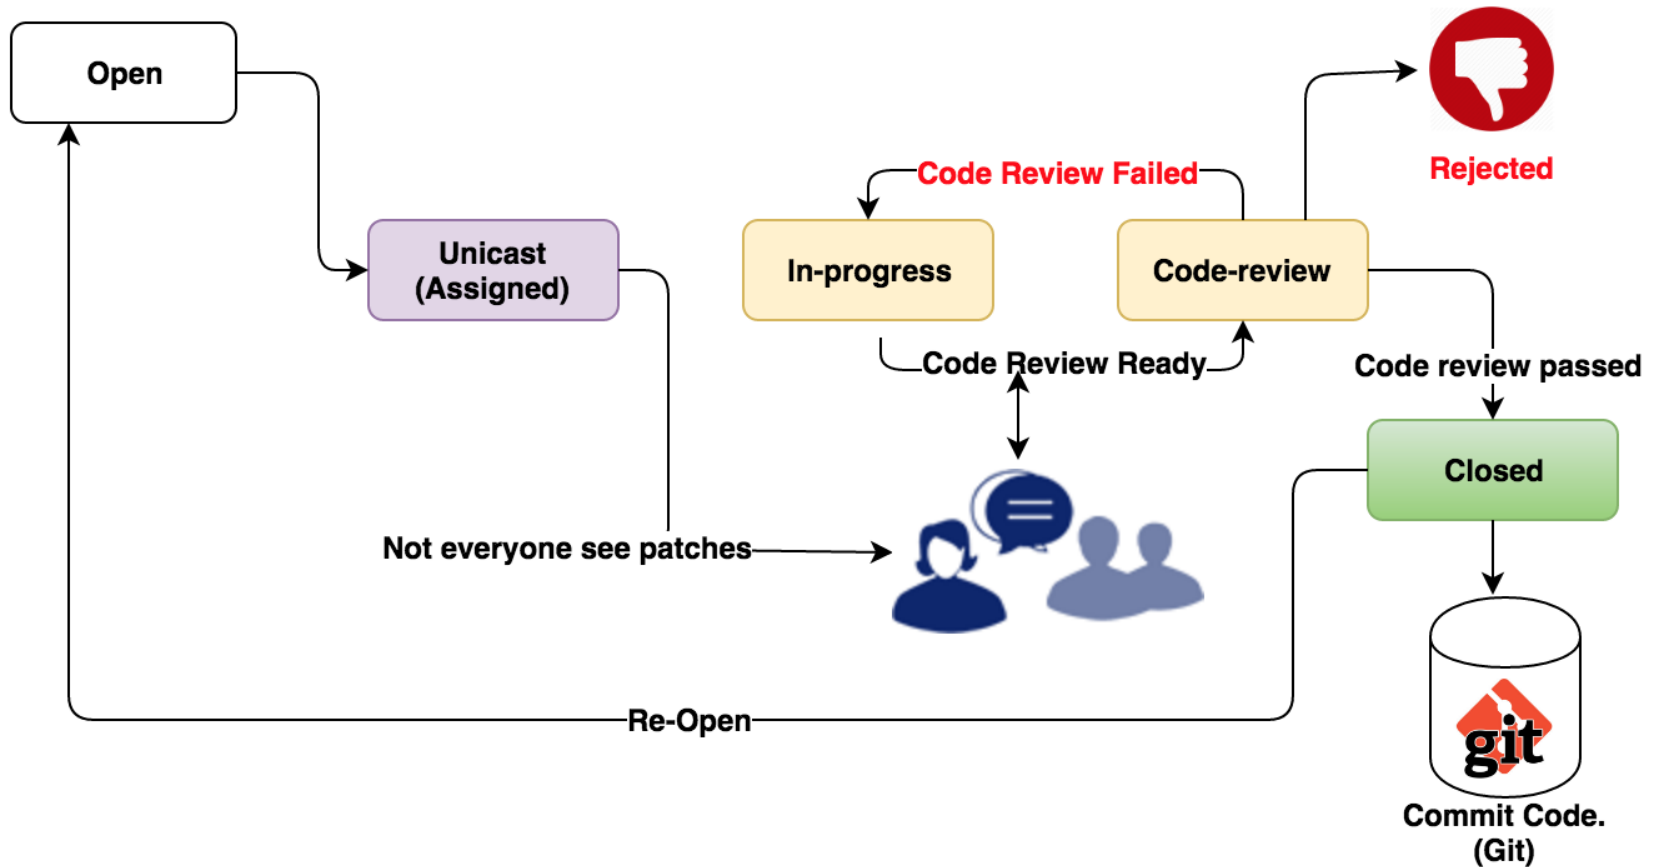 Open
Rejected
Code Review Failed
Unicast
(Assigned)
In-progress
Code-review
Code Review Ready
Code review passed
Closed
Not everyone see patches
Re-Open
git
Commit Code.
(Git)